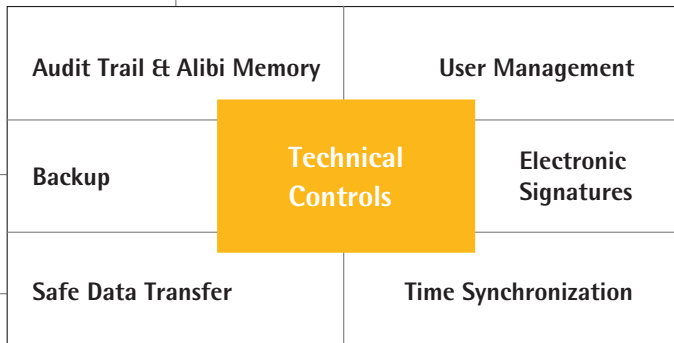 Audit Trail & Alibi Memory
User Management
Backup
Technical
Controls
Electronic
Signatures
Safe Data Transfer
Time Synchronization